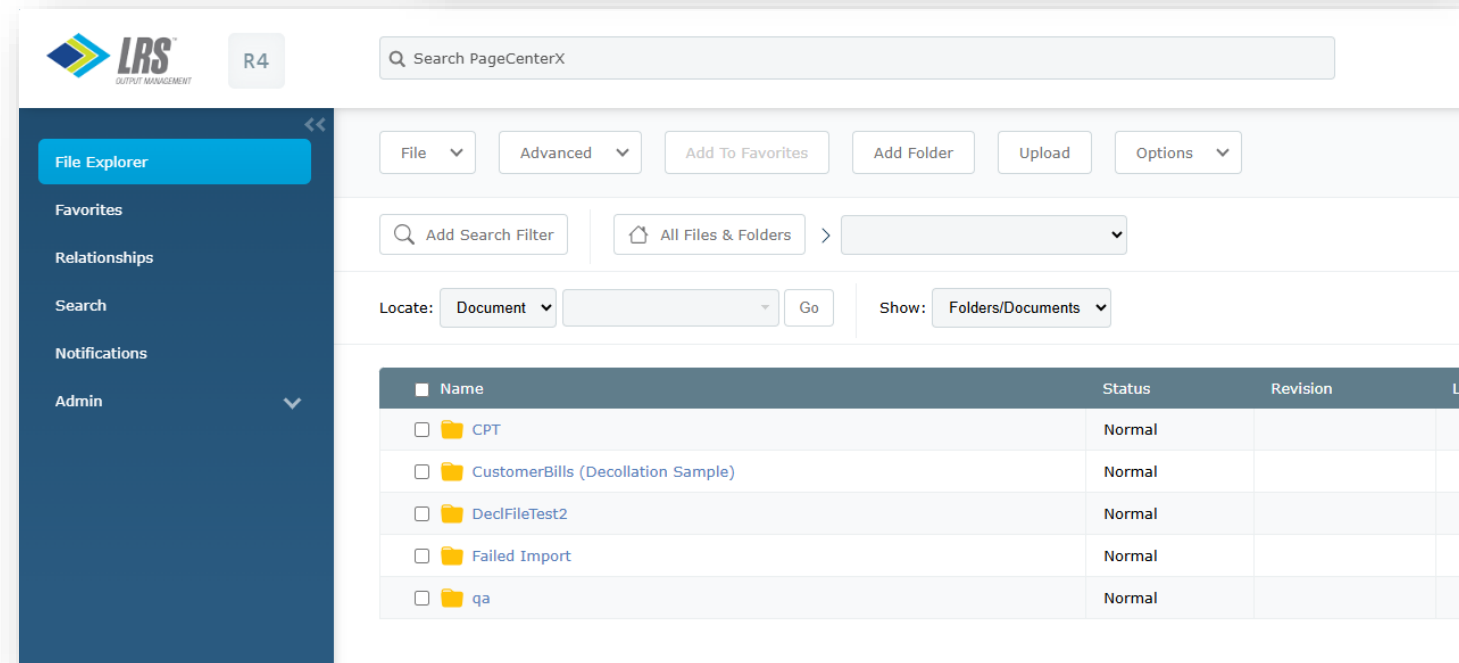 LRS™
OUTPUT MANAGEMENT
R4
Search PageCenterX
File Explorer
Favorites
Relationships
Search
Notifications
Admin
File
Advanced
Add To Favorites
Add Folder
Upload
Options
Add Search Filter
All Files & Folders
Locate: Document Go Show: Folders/Documents
Name Status Revision L
CPT Normal
CustomerBills (Decollation Sample) Normal
DeclFileTest2 Normal
Failed Import Normal
qa Normal